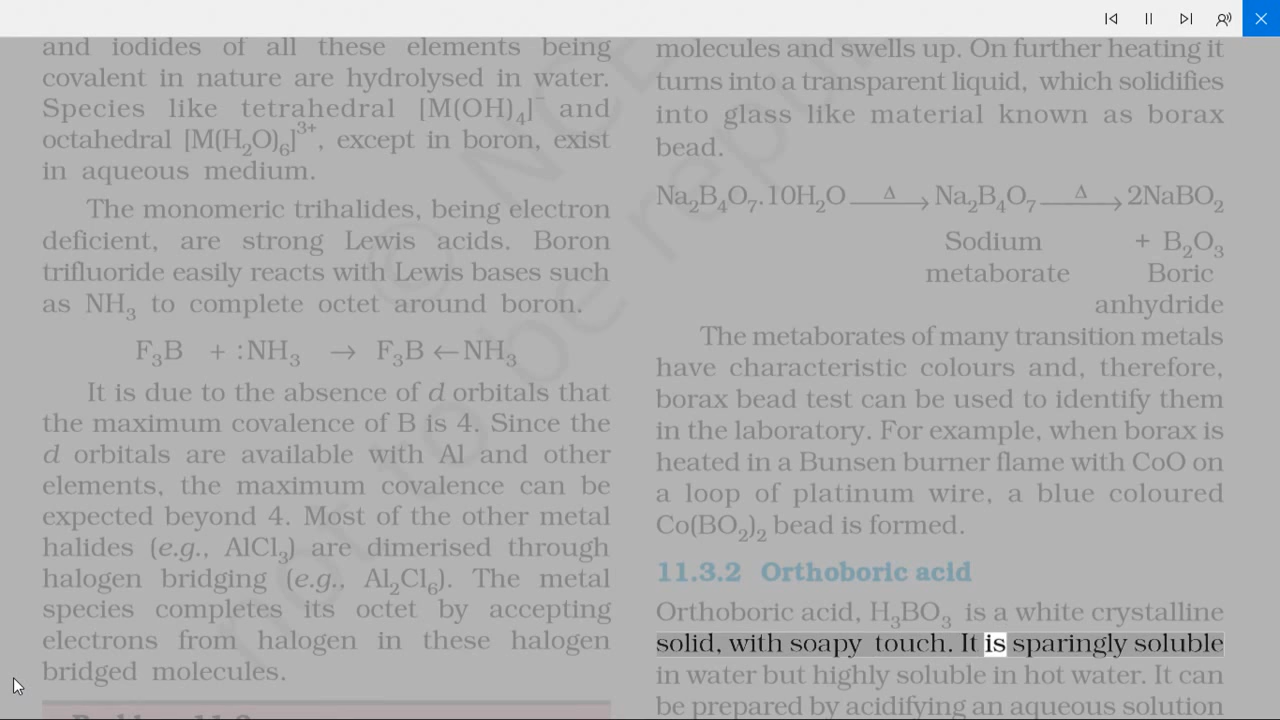 and iodides of all these elements being
covalent in nature are hydrolysed in water.
Species like tetrahedral [M(OH)₄]⁻ and
octahedral [M(H₂O)₆]³⁺, except in boron, exist
in aqueous medium.
The monomeric trihalides, being electron
deficient, are strong Lewis acids. Boron
trifluoride easily reacts with Lewis bases such
as NH₃ to complete octet around boron.
F₃B + :NH₃ → F₃B ← NH₃
It is due to the absence of d orbitals that
the maximum covalence of B is 4. Since the
d orbitals are available with Al and other
elements, the maximum covalence can be
expected beyond 4. Most of the other metal
halides (e.g., AlCl₃) are dimerised through
halogen bridging (e.g., Al₂Cl₆). The metal
species completes its octet by accepting
electrons from halogen in these halogen
bridged molecules.
molecules and swells up. On further heating it
turns into a transparent liquid, which solidifies
into glass like material known as borax
bead.
Na₂B₄O₇.10H₂O —Δ→ Na₂B₄O₇ —Δ→ 2NaBO₂
Sodium + B₂O₃
metaborate Boric
anhydride
The metaborates of many transition metals
have characteristic colours and, therefore,
borax bead test can be used to identify them
in the laboratory. For example, when borax is
heated in a Bunsen burner flame with CoO on
a loop of platinum wire, a blue coloured
Co(BO₂)₂ bead is formed.
11.3.2 Orthoboric acid
Orthoboric acid, H₃BO₃ is a white crystalline
solid, with soapy touch. It is sparingly soluble
in water but highly soluble in hot water. It can
be prepared by acidifying an aqueous solution